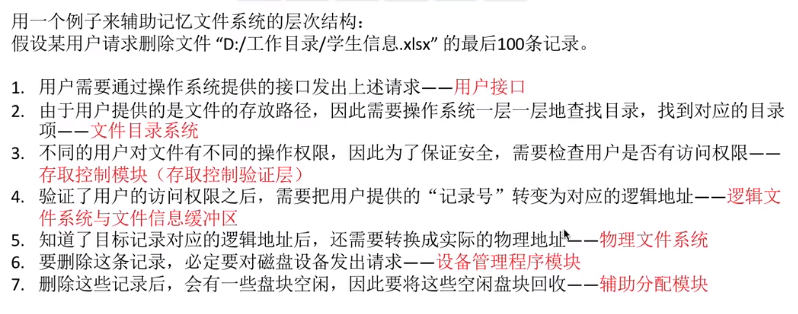 用一个例子来辅助记忆文件系统的层次结构：
假设某用户请求删除文件 “D:/工作目录/学生信息.xlsx” 的最后100条记录。
1. 用户需要通过操作系统提供的接口发出上述请求——用户接口
2. 由于用户提供的是文件的存放路径，因此需要操作系统一层一层地查找目录，找到对应的目录
项——文件目录系统
3. 不同的用户对文件有不同的操作权限，因此为了保证安全，需要检查用户是否有访问权限——
存取控制模块（存取控制验证层）
4. 验证了用户的访问权限之后，需要把用户提供的“记录号”转变为对应的逻辑地址——逻辑文
件系统与文件信息缓冲区
5. 知道了目标记录对应的逻辑地址后，还需要转换成实际的物理地址——物理文件系统
6. 要删除这条记录，必定要对磁盘设备发出请求——设备管理程序模块
7. 删除这些记录后，会有一些盘块空闲，因此要将这些空闲盘块回收——辅助分配模块